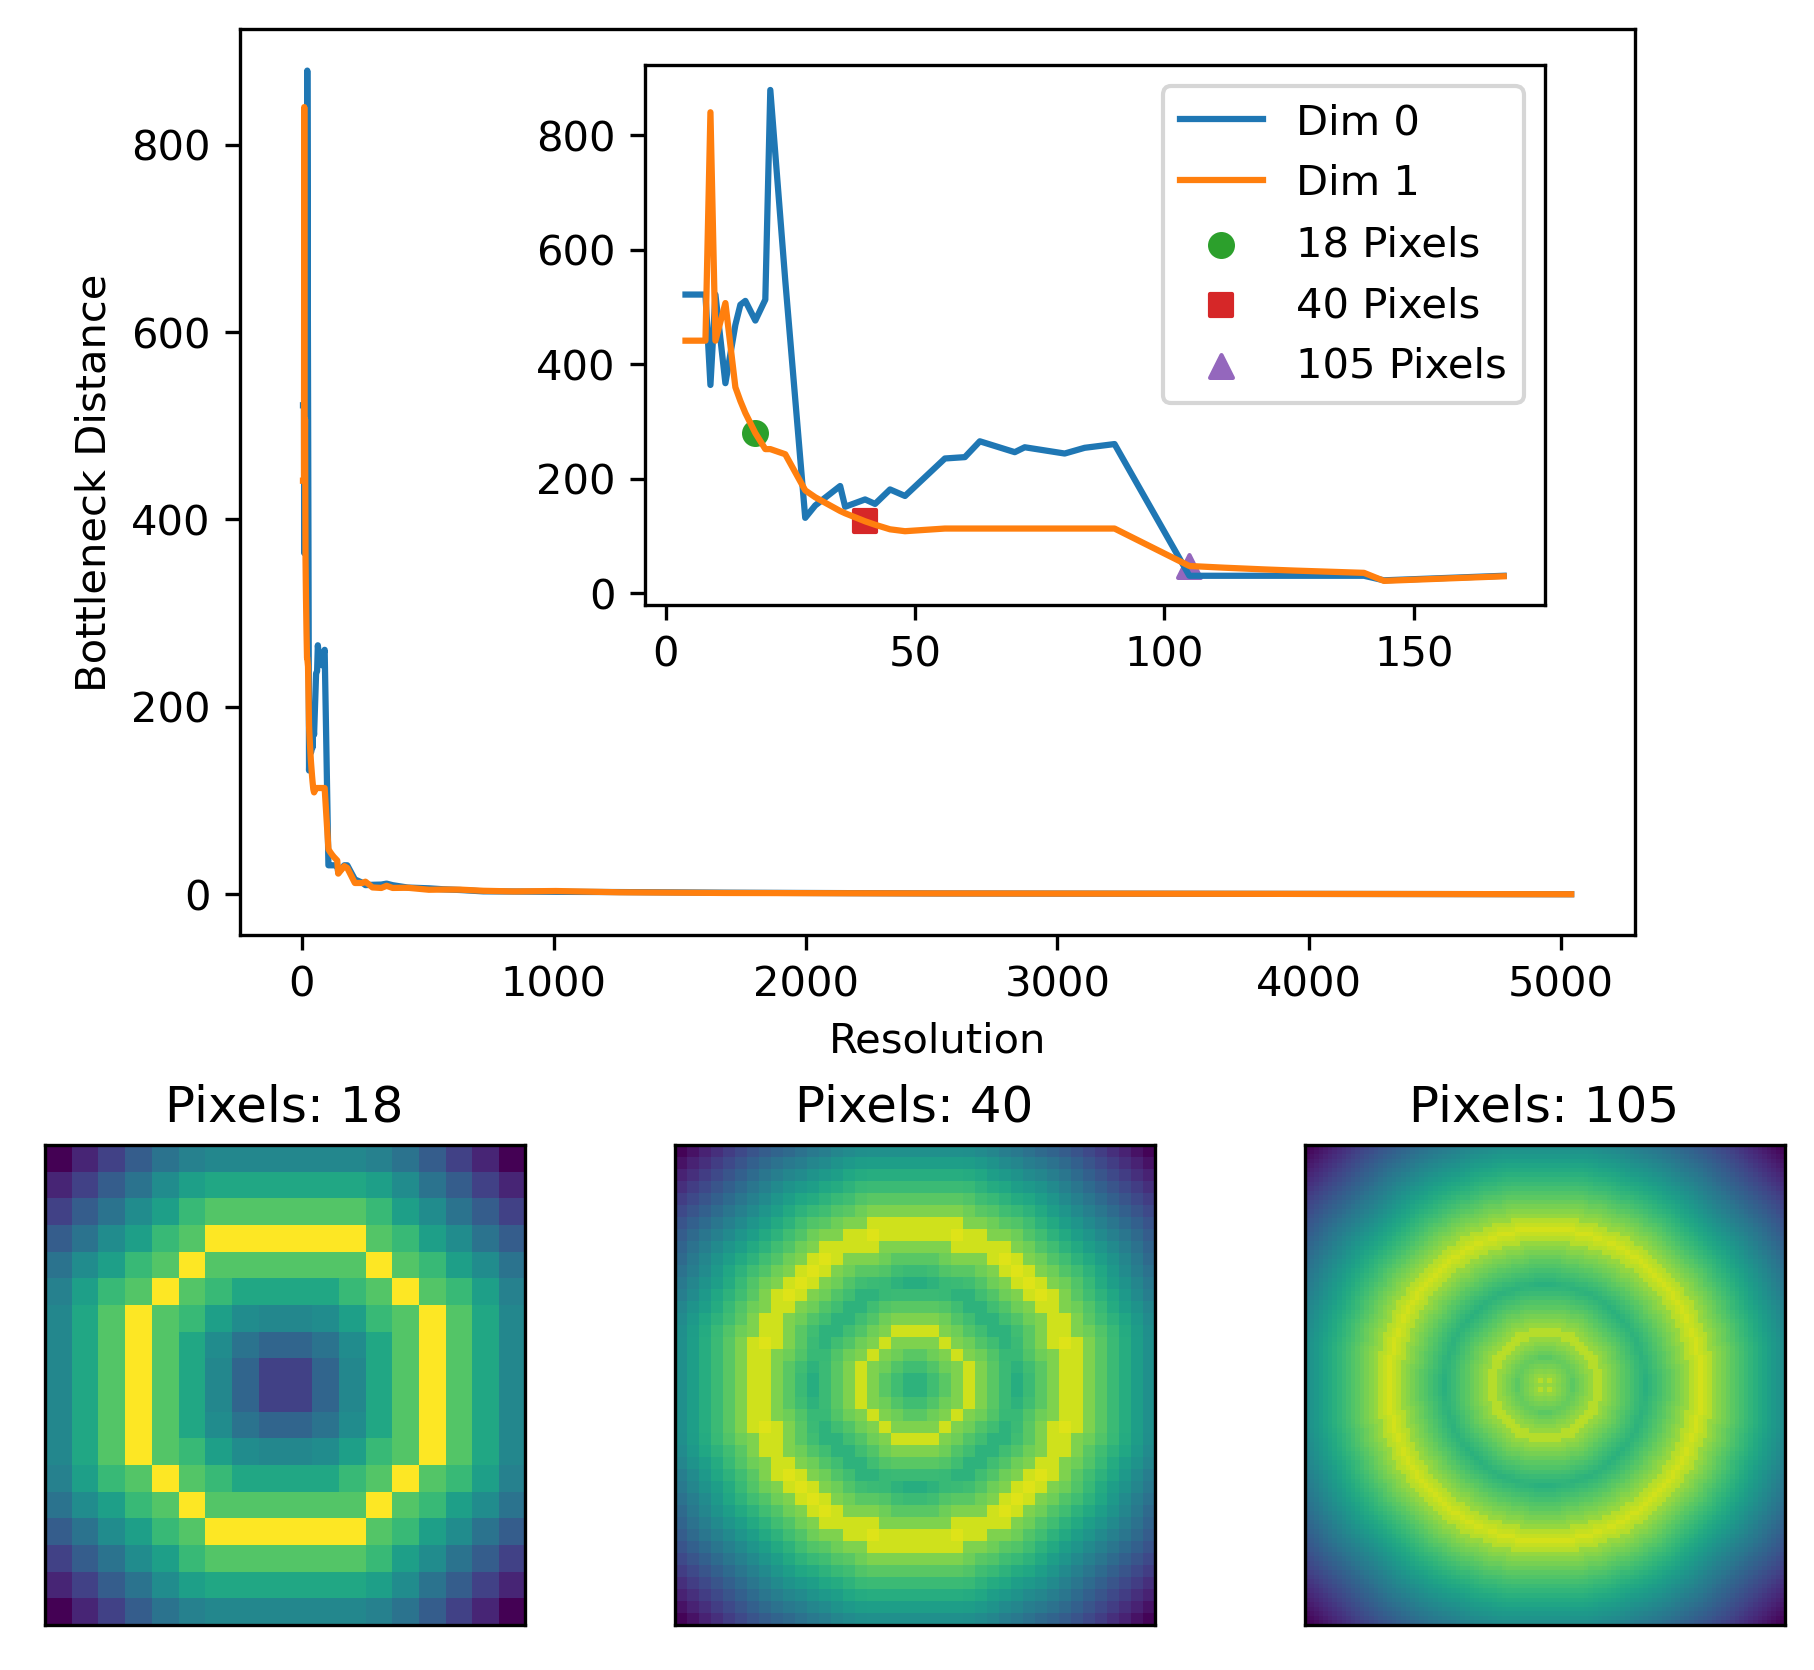 Bottleneck Distance
800
600
400
200
0
800
600
400
200
0
0 50 100 150
Dim 0
Dim 1
18 Pixels
40 Pixels
105 Pixels
0 1000 2000 3000 4000 5000
Resolution
Pixels: 18
Pixels: 40
Pixels: 105